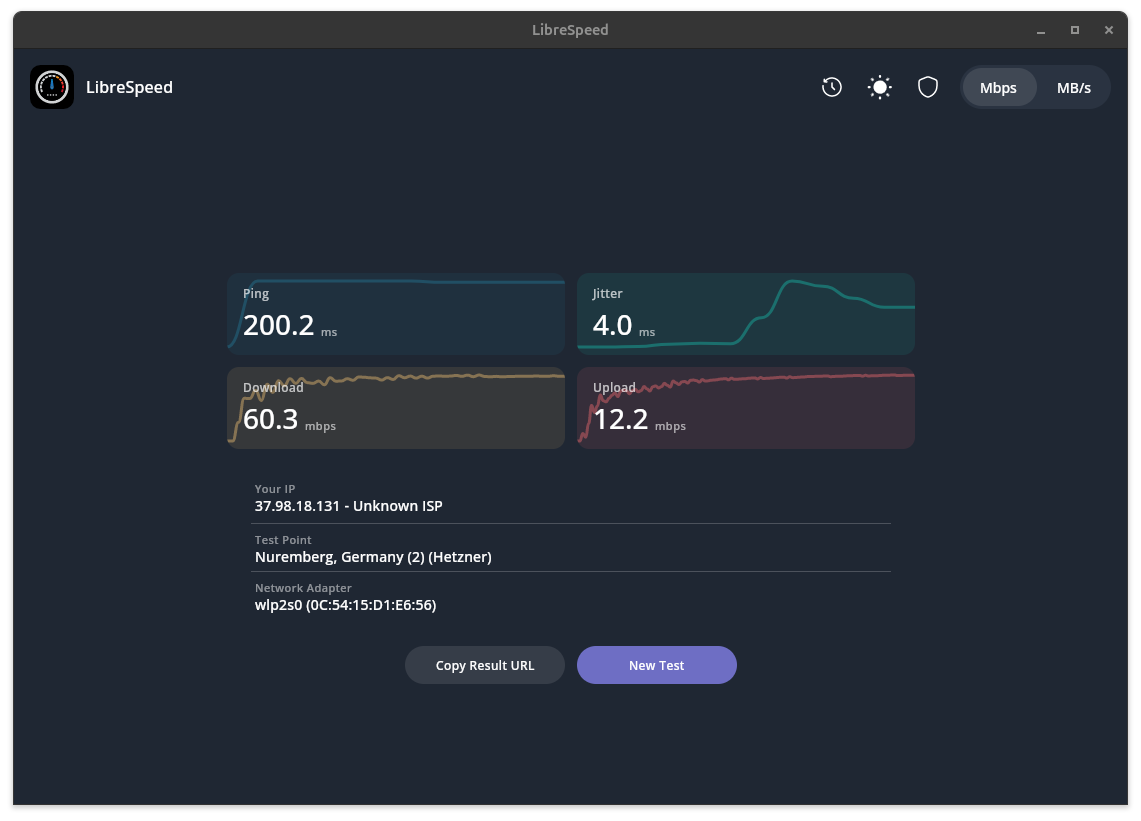 LibreSpeed
LibreSpeed
Mbps
MB/s
Ping
200.2 ms
Jitter
4.0 ms
Download
60.3 mbps
Upload
12.2 mbps
Your IP
37.98.18.131 - Unknown ISP
Test Point
Nuremberg, Germany (2) (Hetzner)
Network Adapter
wlp2s0 (0C:54:15:D1:E6:56)
Copy Result URL
New Test